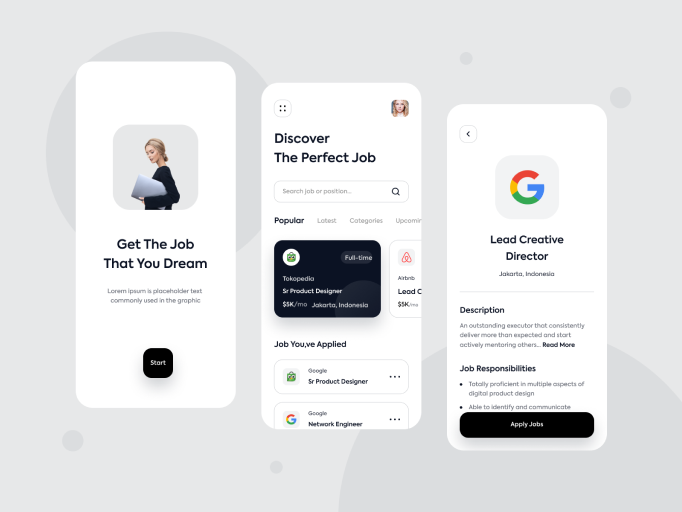 Get The Job
That You Dream
Lorem ipsum is placeholder text
commonly used in the graphic
Start
Discover
The Perfect Job
Search job or position...
Popular Latest Categories Upcomin
Full-time
Tokopedia
Sr Product Designer
$5K/mo Jakarta, Indonesia
Airbnb
Lead C
$5K/m
Job You,ve Applied
Google
Sr Product Designer
Google
Network Engineer
Lead Creative
Director
Jakarta, Indonesia
Description
An outstanding executor that consistently
deliver more than expected and start
actively mentoring others... Read More
Job Responsibilities
Totally proficient in multiple aspects of
digital product design
Able to identify and communicate
Apply Jobs